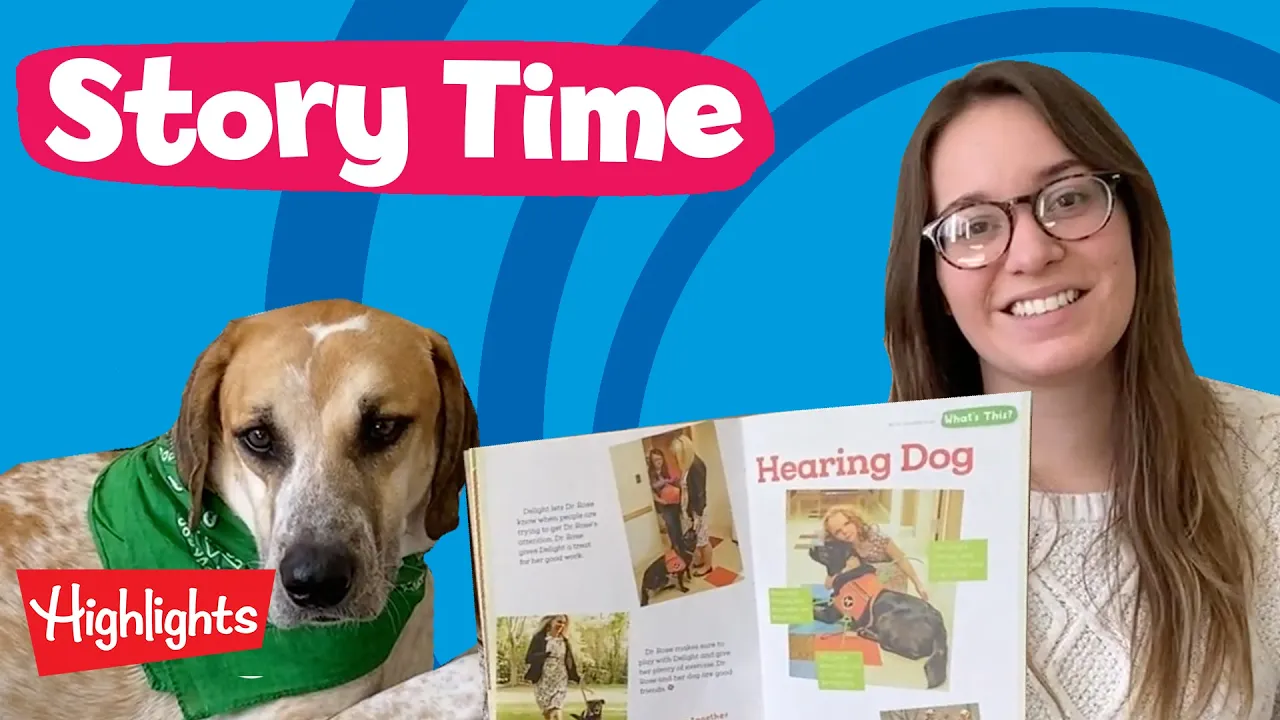 Story Time
Highlights
Delight lets Dr. Rose
know when people are
trying to get Dr. Rose's
attention. Dr. Rose
gives Delight a treat
for her good work.
Dr. Rose makes sure to
play with Delight and give
her plenty of exercise. Dr.
Rose and her dog are good
friends.
Together
What's This?
Hearing Dog